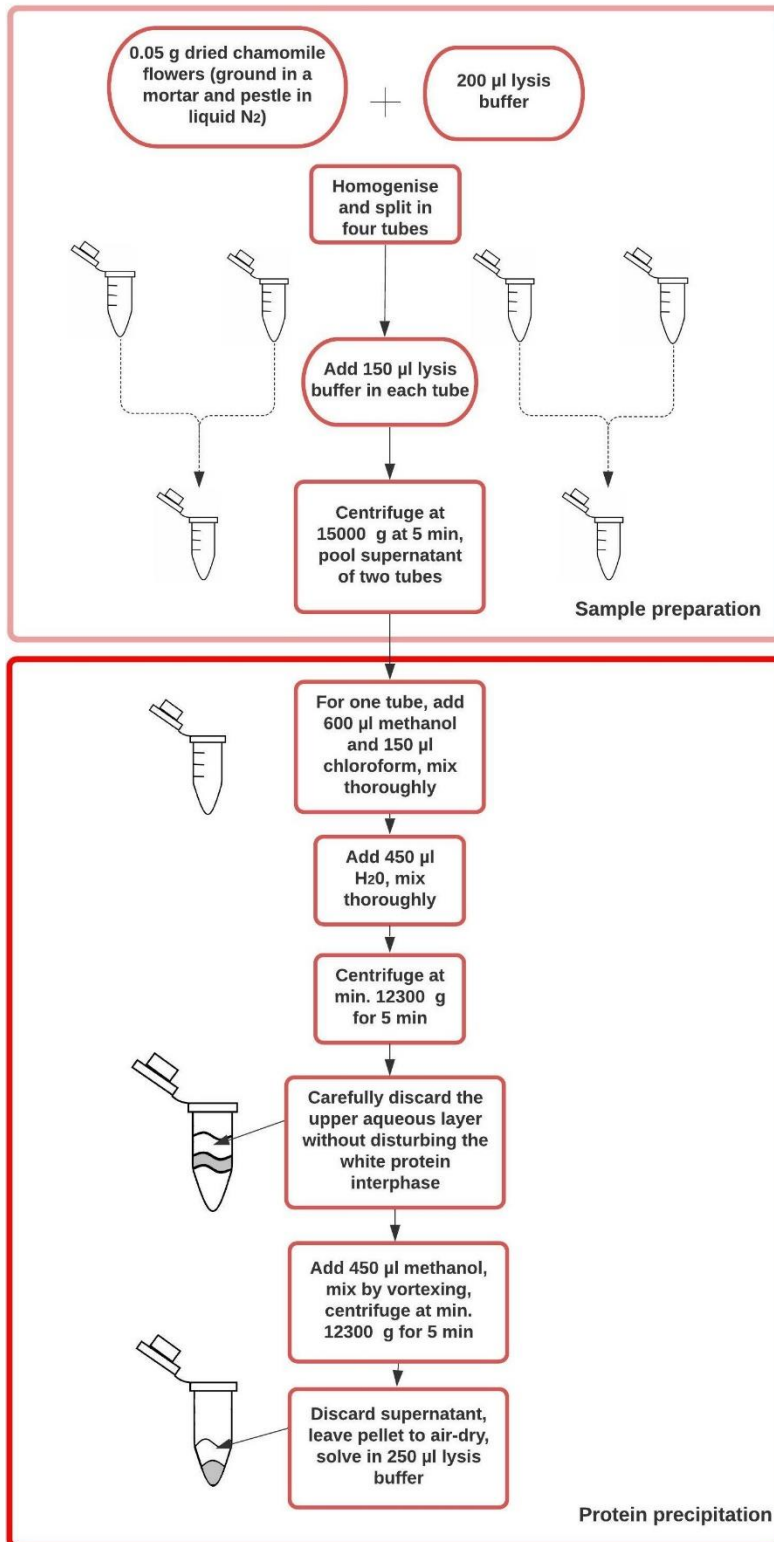 0.05 g dried chamomile
flowers (ground in a
mortar and pestle in
liquid N2)
200 µl lysis
buffer
Homogenise
and split in
four tubes
Add 150 µl lysis
buffer in each tube
Centrifuge at
15000 g at 5 min,
pool supernatant
of two tubes
Sample preparation
For one tube, add
600 µl methanol
and 150 µl
chloroform, mix
thoroughly
Add 450 µl
H20, mix
thoroughly
Centrifuge at
min. 12300 g
for 5 min
Carefully discard the
upper aqueous layer
without disturbing the
white protein
interphase
Add 450 µl methanol,
mix by vortexing,
centrifuge at min.
12300 g for 5 min
Discard supernatant,
leave pellet to air-dry,
solve in 250 µl lysis
buffer
Protein precipitation